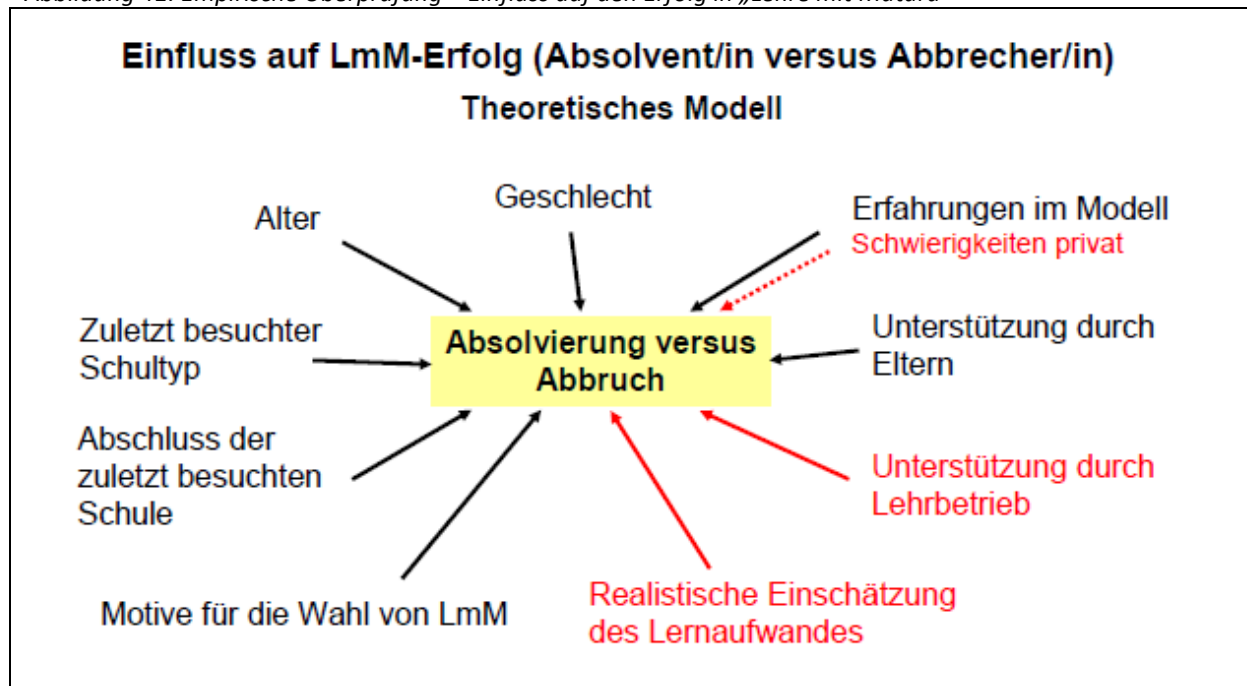 Einfluss auf LmM-Erfolg (Absolvent/in versus Abbrecher/in)
Theoretisches Modell
Geschlecht
Alter
Erfahrungen im Modell
Schwierigkeiten privat
Zuletzt besuchter
Schultyp
Absolvierung versus
Abbruch
Unterstützung durch
Eltern
Abschluss der
zuletzt besuchten
Schule
Unterstützung durch
Lehrbetrieb
Motive für die Wahl von LmM
Realistische Einschätzung
des Lernaufwandes